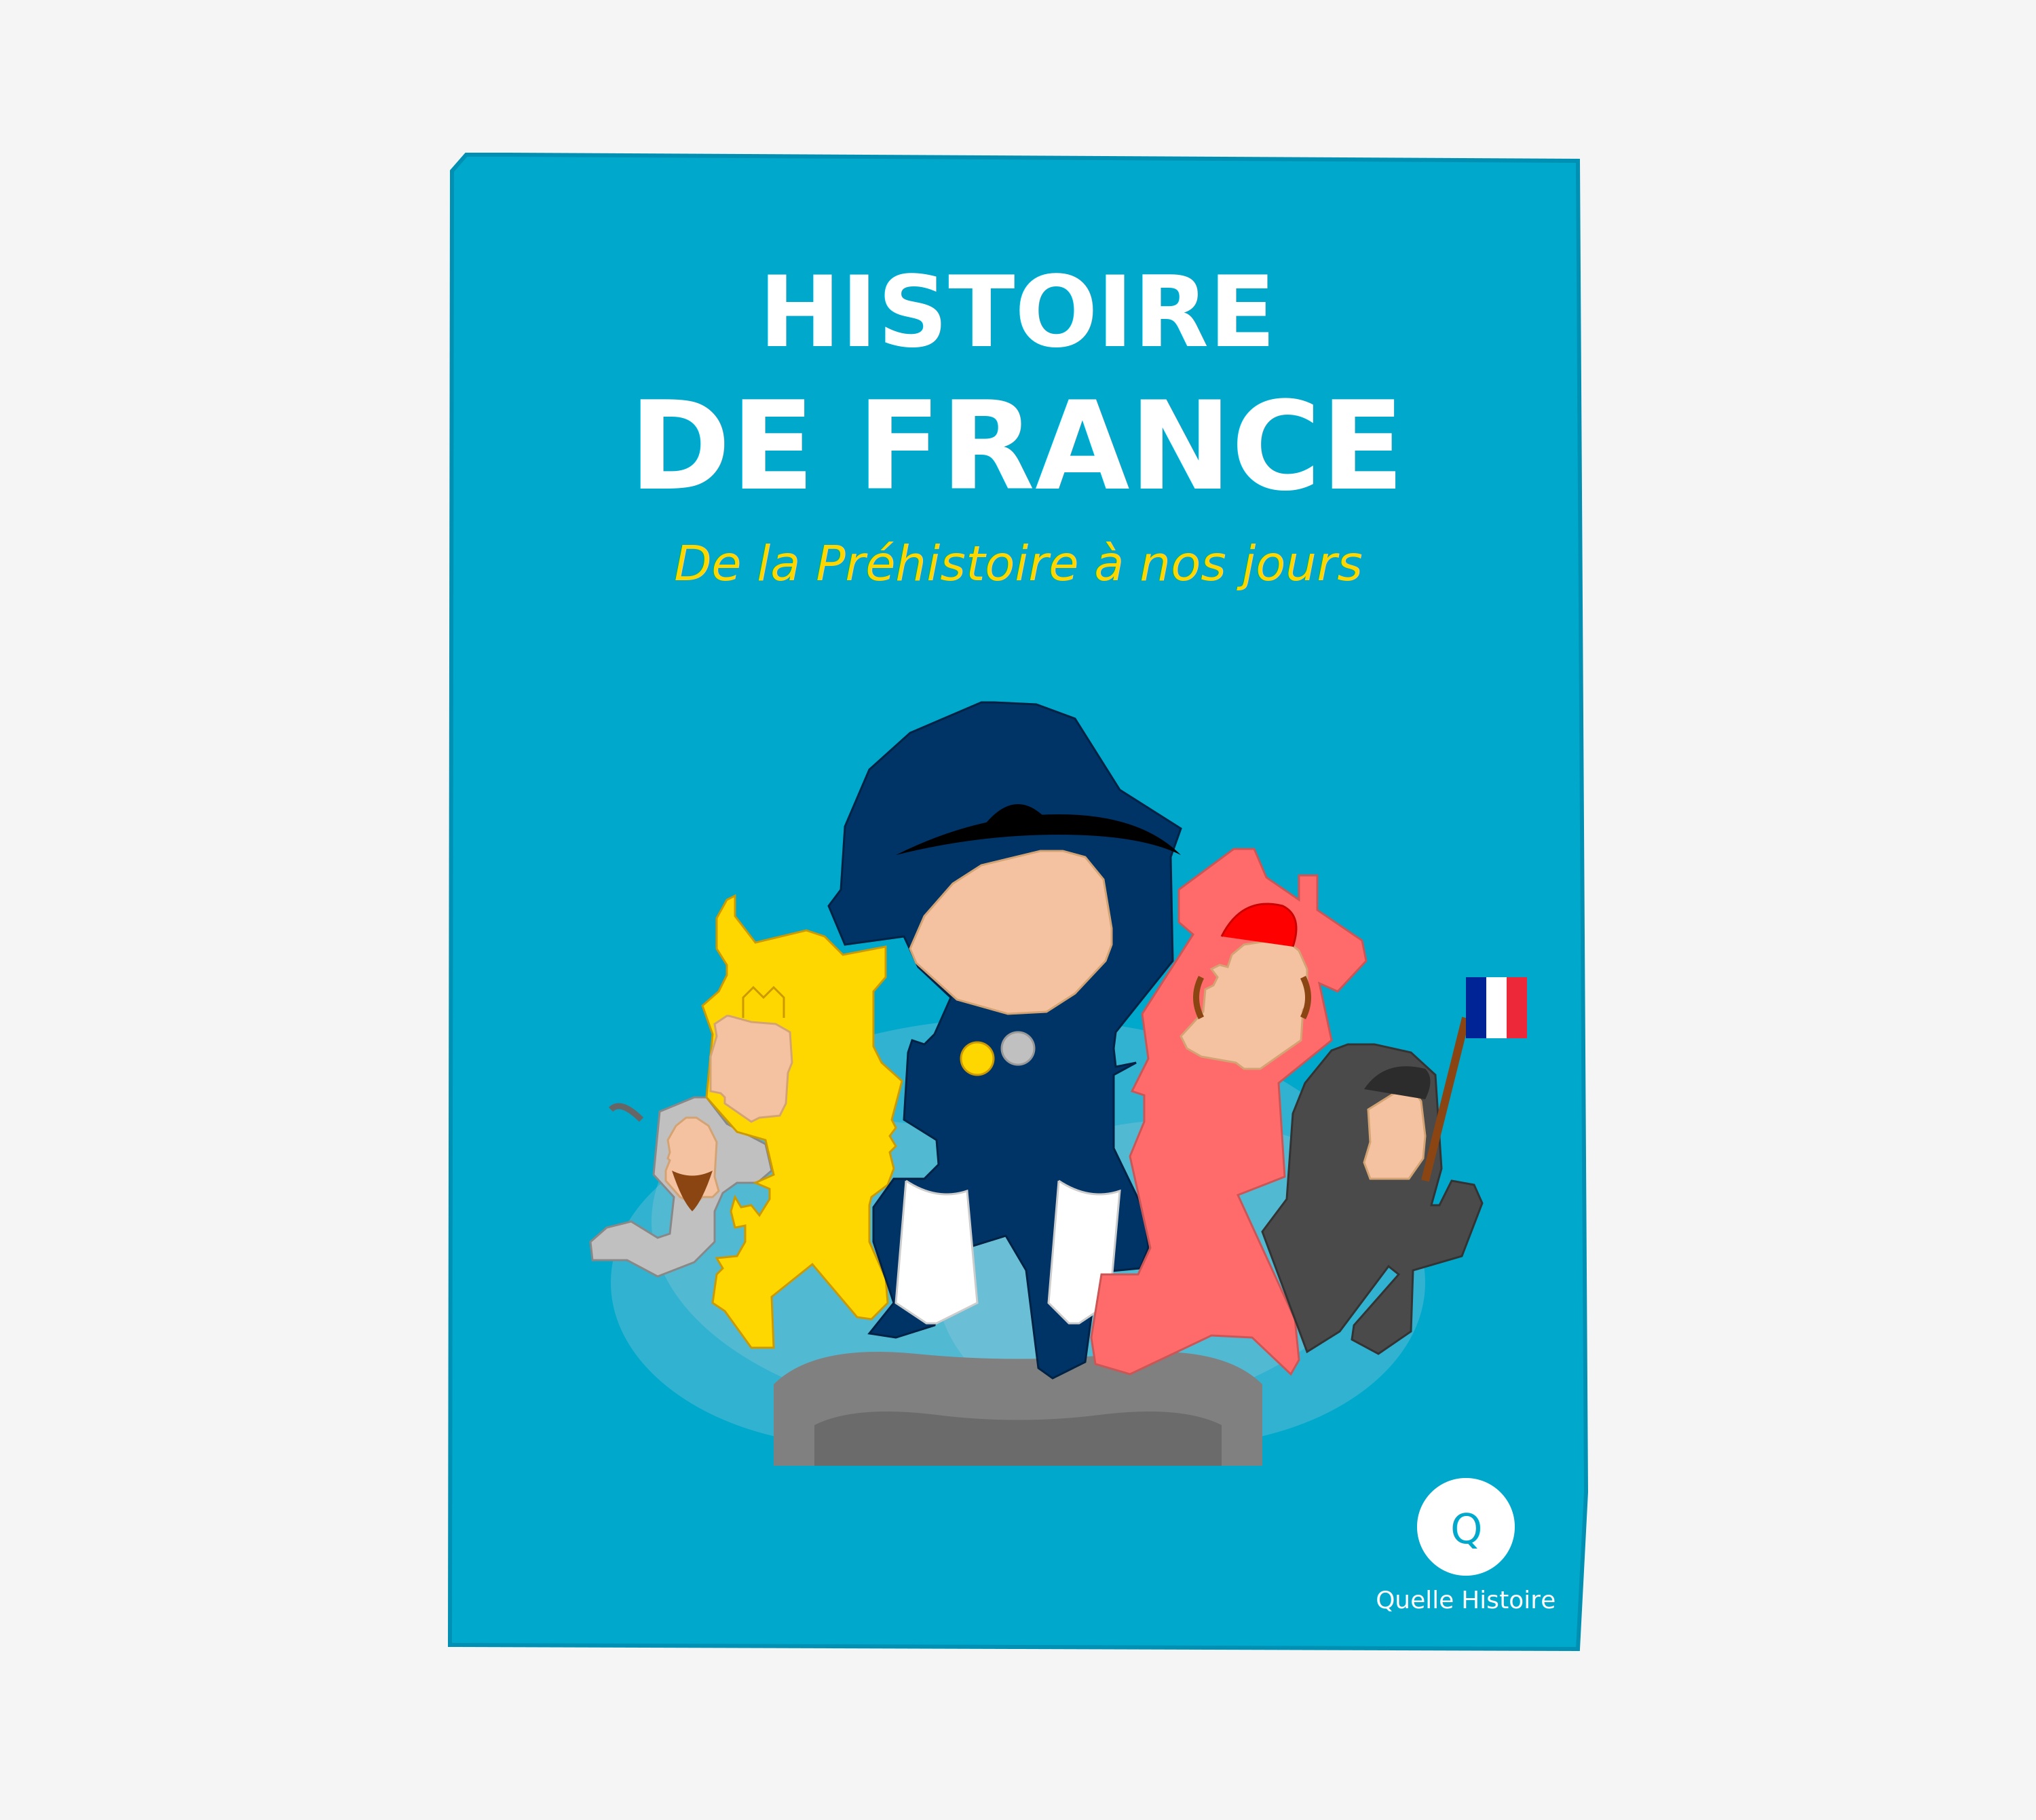 HISTOIRE
DE FRANCE
De la Préhistoire à nos jours
Q
Quelle Histoire